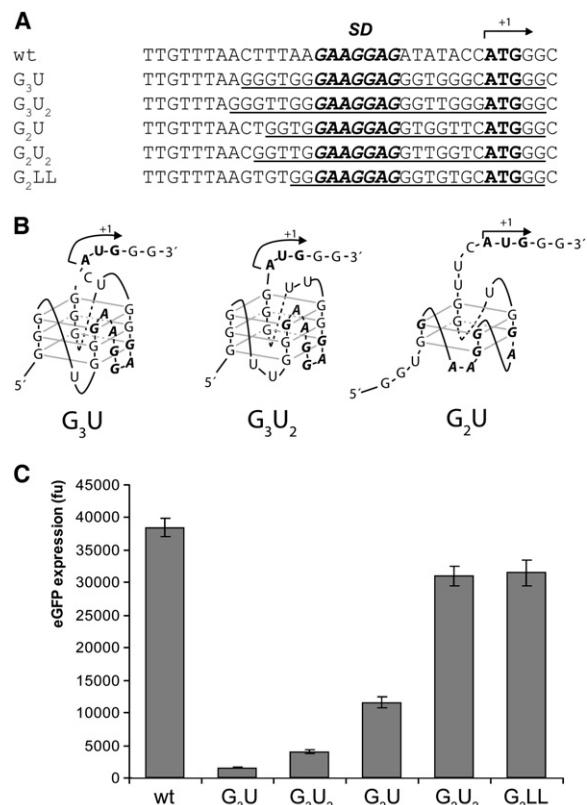 A
SD
+1
wt TTGTTTAACTTTAAGAAGGAGATATACCATGGGC
G₃U TTGTTTAAGGGTGGGAAGGAGGGTGGGCATGGGC
G₃U₂ TTGTTTAGGGTTGGGAAGGAGGGTTGGGATGGGC
G₂U TTGTTTAACTGGTGGAAGGAGGTGGTTCATGGGC
G₂U₂ TTGTTTAACGGTTGGAAGGAGGTTGGTCATGGGC
G₂LL TTGTTTAAGTGTGGGAAGGAGGGTGTGCATGGGC
B
+1
A-U-G-G-G-3´
5´
G₃U
+1
A-U-G-G-G-3´
5´
G₃U₂
+1
C-A-U-G-G-G-3´
5´
G₂U
C
eGFP expression (fu)
45000
40000
35000
30000
25000
20000
15000
10000
5000
0
wt G₃U G₃U₂ G₂U G₂U₂ G₂LL